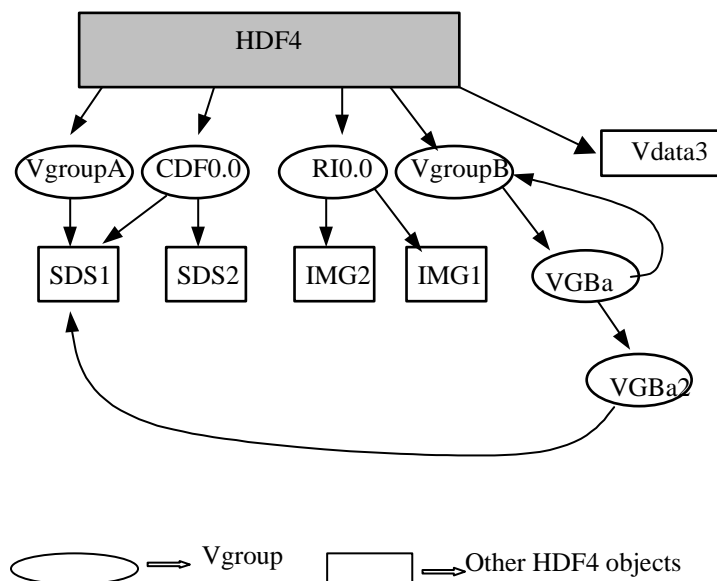 HDF4
VgroupA
CDF0.0
RI0.0
VgroupB
Vdata3
SDS1
SDS2
IMG2
IMG1
VGBa
VGBa2
Vgroup
Other HDF4 objects